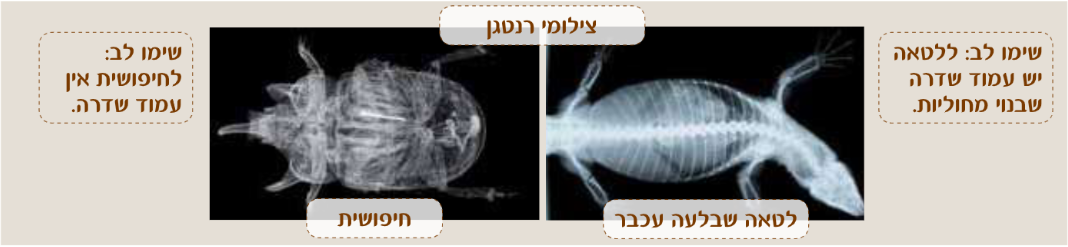 צילומי רנטגן
שימו לב: ללטאה
יש עמוד שדרה
שבנוי מחוליות.
שימו לב:
לחיפושית אין
עמוד שדרה.
לטאה שבלעה עכבר
חיפושית